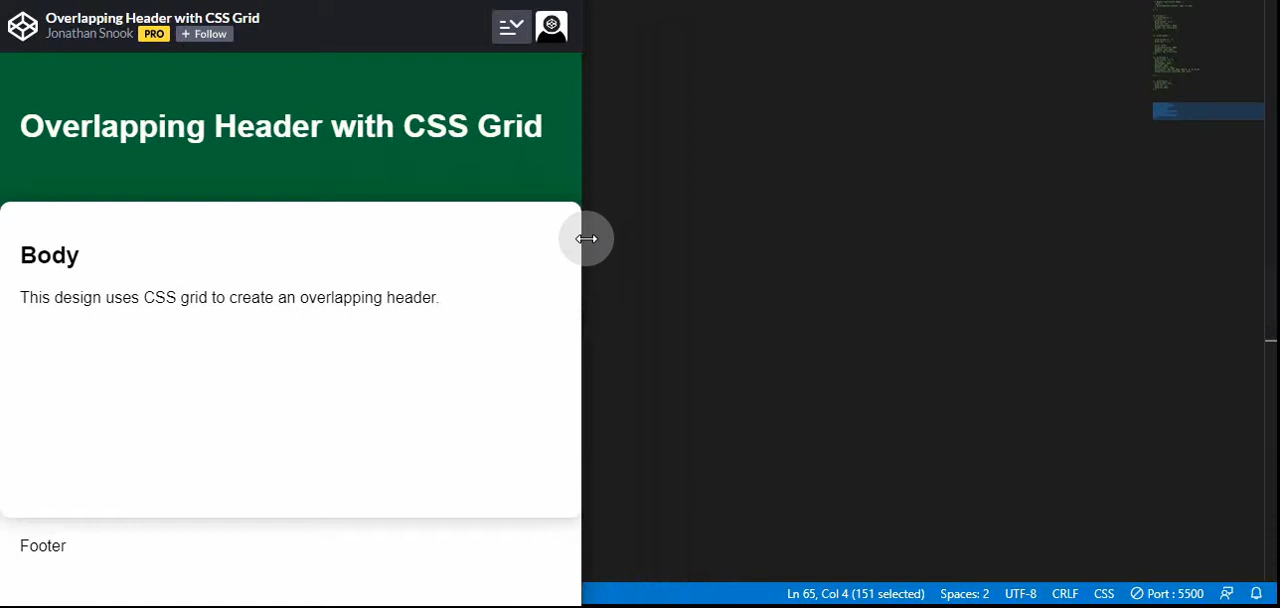 Overlapping Header with CSS Grid
Jonathan Snook PRO + Follow
Overlapping Header with CSS Grid
Body
This design uses CSS grid to create an overlapping header.
Footer
Ln 65, Col 4 (151 selected) Spaces: 2 UTF-8 CRLF CSS Port : 5500